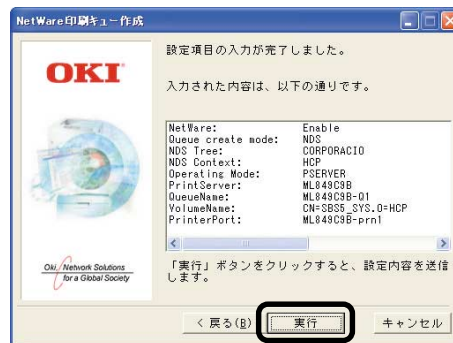 NetWare印刷キュー作成
OKI
Oki, Network Solutions
for a Global Society
設定項目の入力が完了しました。
入力された内容は、以下の通りです。
NetWare: Enable
Queue create mode: NDS
NDS Tree: CORPORACIO
NDS Context: HCP
Operating Mode: PSERVER
PrintServer: ML849C9B
QueueName: ML849C9B-Q1
VolumeName: CN=SBS5_SYS.O=HCP
PrinterPort: ML849C9B-prn1
「実行」ボタンをクリックすると、設定内容を送信
します。
< 戻る(B) 実行 キャンセル